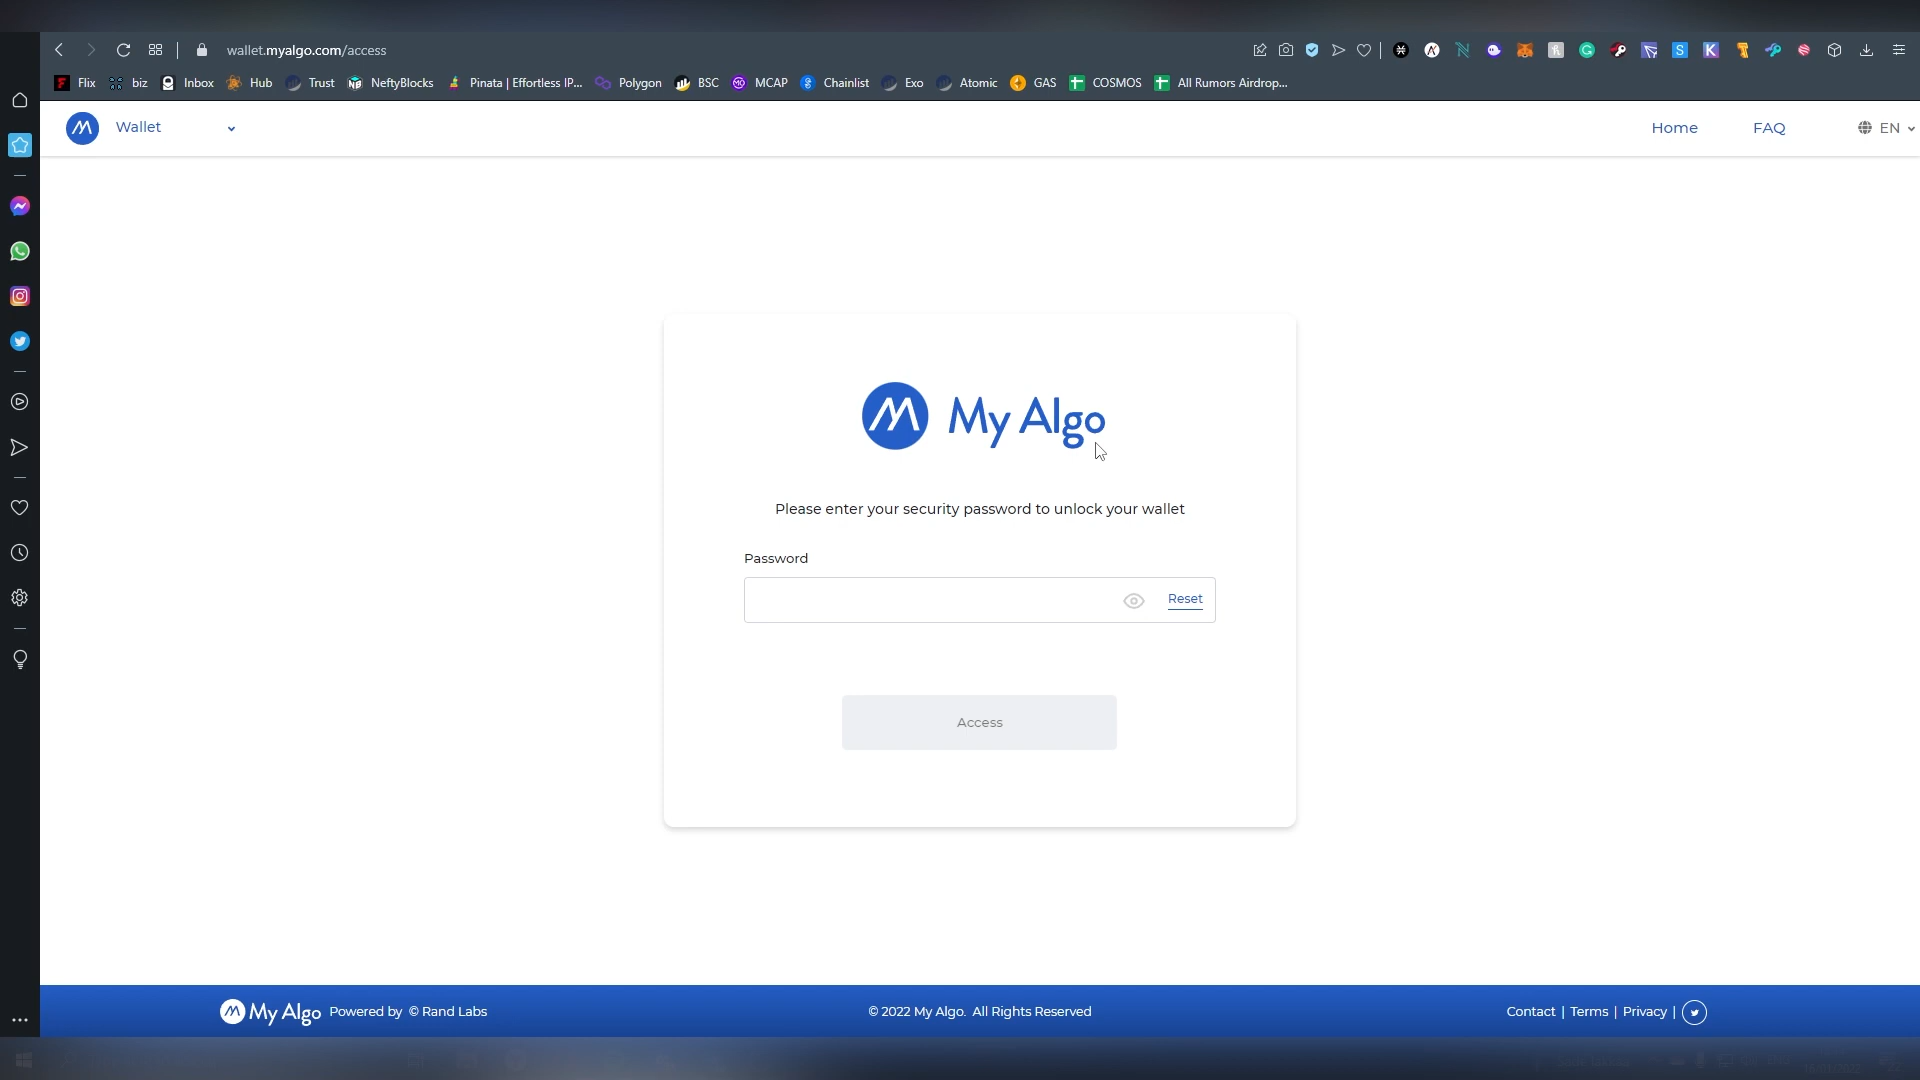 wallet.myalgo.com/access
Flix biz Inbox Hub Trust NeftyBlocks Pinata | Effortless IP... Polygon BSC MCAP Chainlist Exo Atomic GAS COSMOS All Rumors Airdrop...
Wallet Home FAQ EN
My Algo
Please enter your security password to unlock your wallet
Password
Reset
Access
My Algo Powered by © Rand Labs © 2022 My Algo. All Rights Reserved Contact | Terms | Privacy |